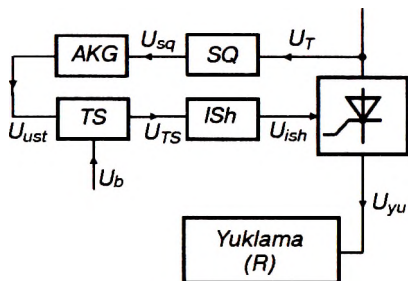 AKG
U_sq
SQ
U_T
U_ust
TS
U_TS
ISh
U_ish
U_b
U_yu
Yuklama
(R)